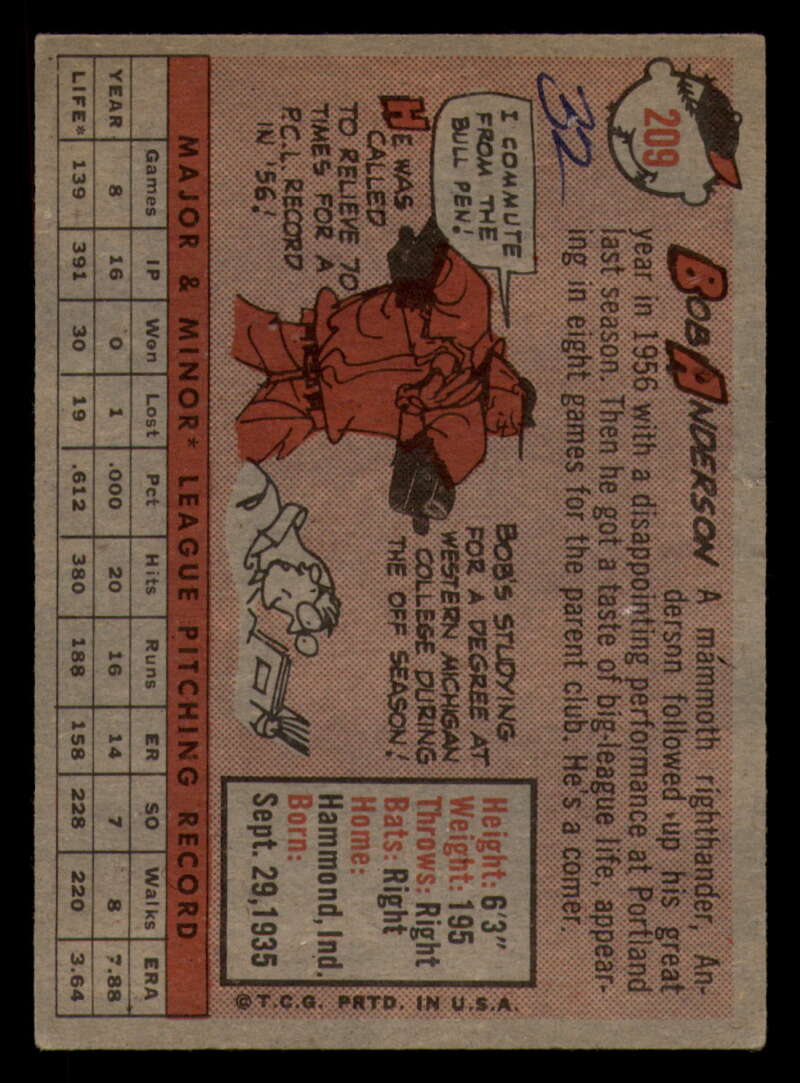 209
32
BOB ANDERSON A mammoth righthander, An-
derson followed up his great
year in 1956 with a disappointing performance at Portland
last season. Then he got a taste of big-league life, appear-
ing in eight games for the parent club. He's a comer.
I COMMUTE
FROM THE
BULL PEN!
HE WAS
CALLED
TO RELIEVE 70
TIMES FOR A
P.C.L. RECORD
IN '56!
BOB'S STUDYING
FOR A DEGREE AT
WESTERN MICHIGAN
COLLEGE DURING
THE OFF SEASON!
Height: 6'3"
Weight: 195
Throws: Right
Bats: Right
Home:
Hammond, Ind.
Born:
Sept. 29, 1935
MAJOR & MINOR* LEAGUE PITCHING RECORD
Games IP Won Lost Pct Hits Runs ER SO Walks ERA
YEAR 8 16 0 1 .000 20 16 14 7 8 7.88
LIFE* 139 391 30 19 .612 380 188 158 228 220 3.64
© T.C.G. PRTD. IN U.S.A.